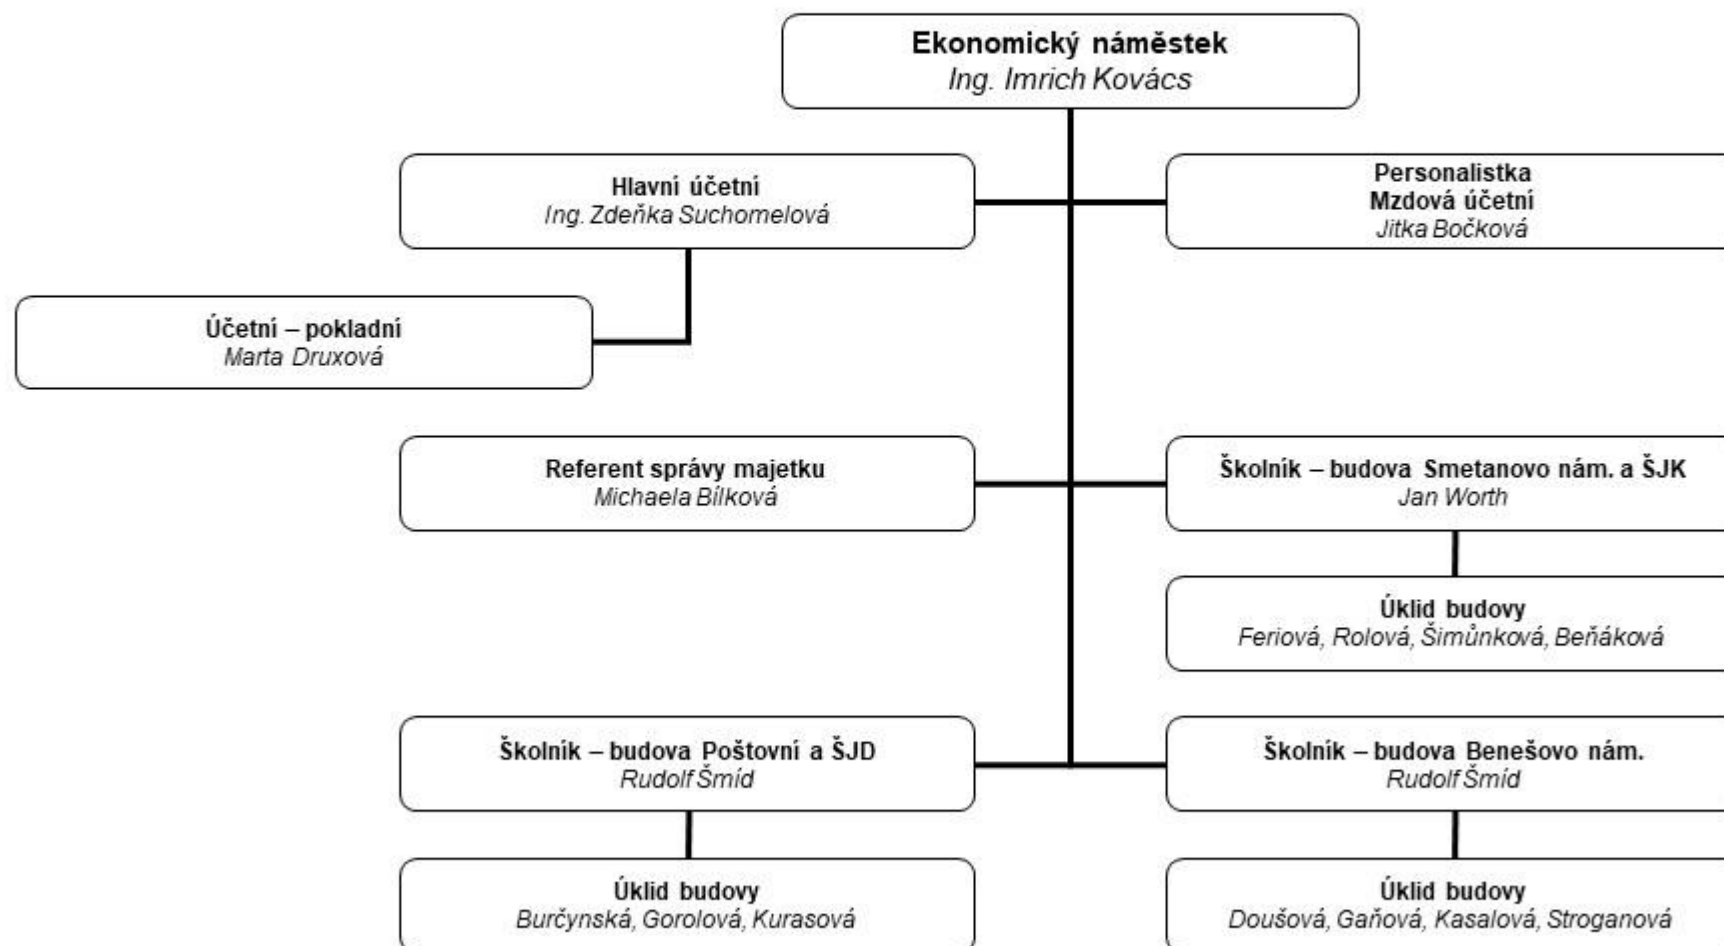 Ekonomický náměstek
Ing. Imrich Kovács
Hlavní účetní
Ing. Zdeňka Suchomelová
Personalistka
Mzdová účetní
Jitka Bočková
Účetní – pokladní
Marta Druxová
Referent správy majetku
Michaela Bílková
Školník – budova Smetanovo nám. a ŠJK
Jan Worth
Úklid budovy
Feriová, Rolová, Šimůnková, Beňáková
Školník – budova Poštovní a ŠJD
Rudolf Šmíd
Školník – budova Benešovo nám.
Rudolf Šmíd
Úklid budovy
Burčynská, Gorolová, Kurasová
Úklid budovy
Doušová, Gaňová, Kasalová, Stroganová